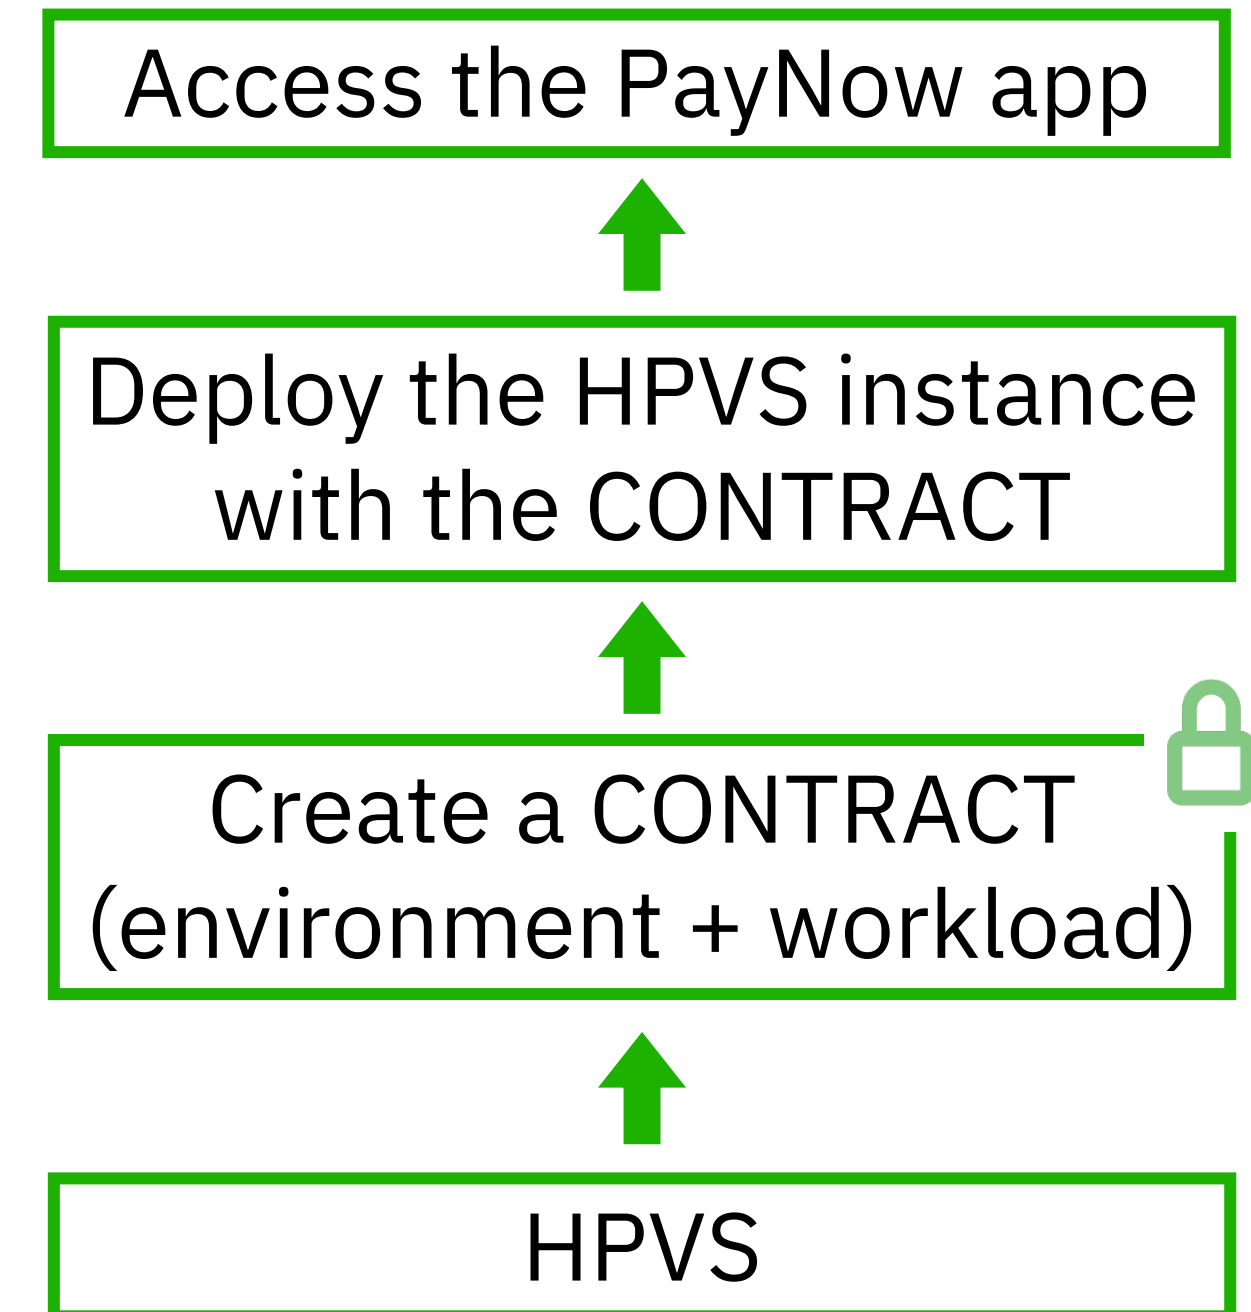 Access the PayNow app
Deploy the HPVS instance
with the CONTRACT
Create a CONTRACT
(environment + workload)
HPVS